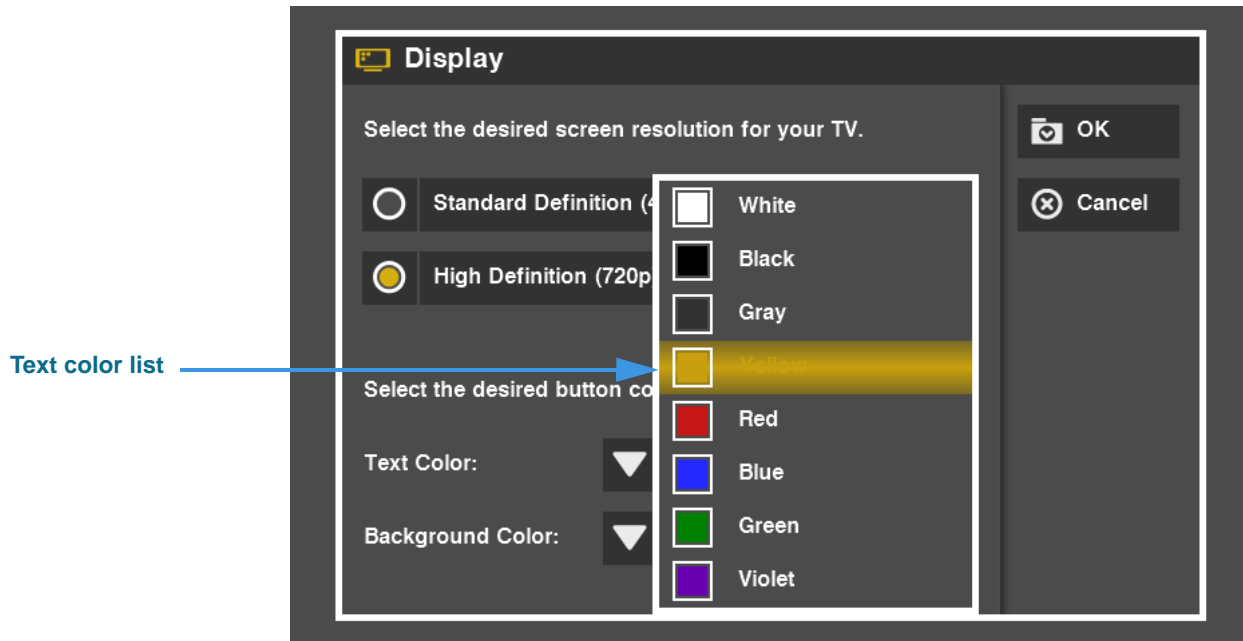 Display
Select the desired screen resolution for your TV.
OK
Standard Definition (4
White
Cancel
Black
High Definition (720p)
Gray
Text color list
Yellow
Select the desired button co
Red
Text Color:
Blue
Green
Background Color:
Violet